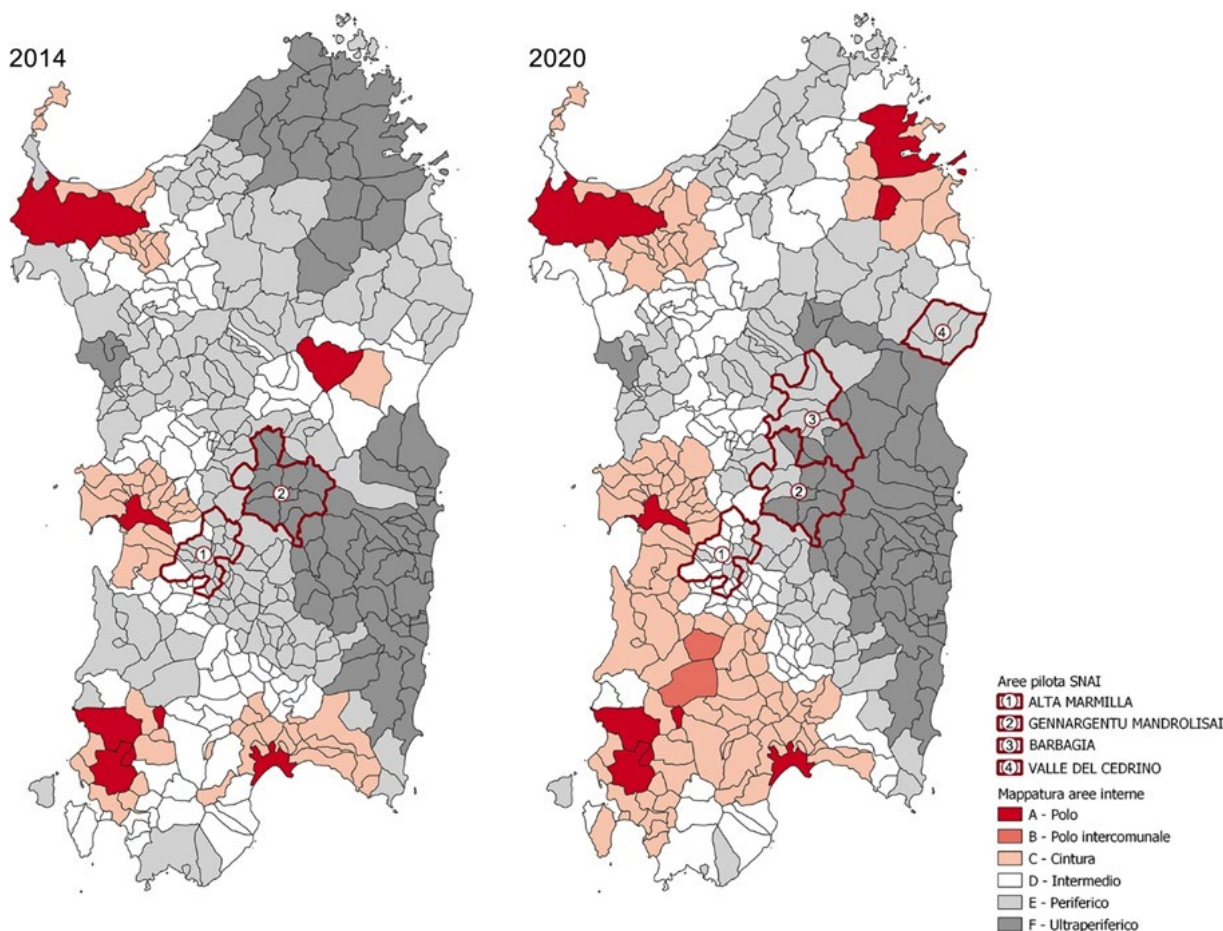 2014
2020
1
2
1
2
3
4
Aree pilota SNAI
1 ALTA MARMILLA
2 GENNARGENTU MANDROLISAI
3 BARBAGIA
4 VALLE DEL CEDRINO
Mappatura aree interne
A - Polo
B - Polo intercomunale
C - Cintura
D - Intermedio
E - Periferico
F - Ultraperiferico